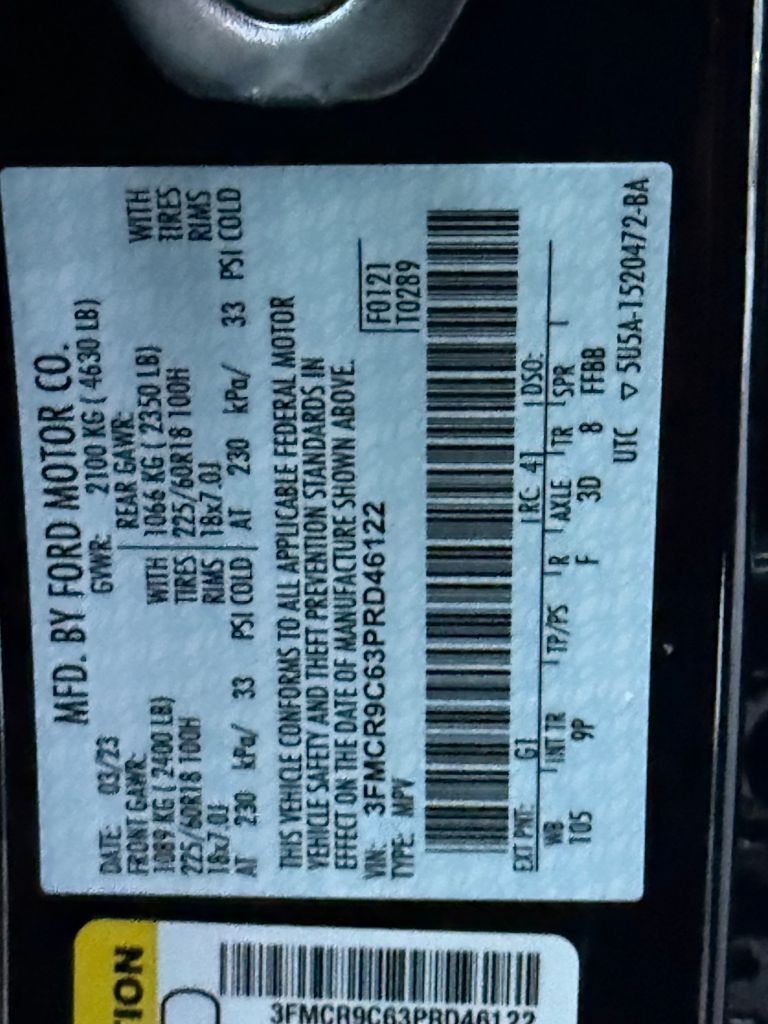 MFD. BY FORD MOTOR CO.
DATE: 03/23 GVWR: 2100 KG ( 4630 LB)
FRONT GAWR: REAR GAWR:
1089 KG ( 2400 LB) WITH 1066 KG ( 2350 LB) WITH
225/60R18 100H TIRES 225/60R18 100H TIRES
18x7.0J RIMS 18x7.0J RIMS
AT 230 kPa/ 33 PSI COLD AT 230 kPa/ 33 PSI COLD
THIS VEHICLE CONFORMS TO ALL APPLICABLE FEDERAL MOTOR
VEHICLE SAFETY AND THEFT PREVENTION STANDARDS IN
EFFECT ON THE DATE OF MANUFACTURE SHOWN ABOVE.
VIN: 3FMCR9C63PRD46122 F0121
TYPE: MPV T0289
EXT PNT: G1 RC: 41 DSO:
WB INT TR TP/PS R AXLE TR SPR
105 9P F 3D 8 FFBB
UTC ▽ 5U5A-1520472-BA
TION
3FMCR9C63PRD46122